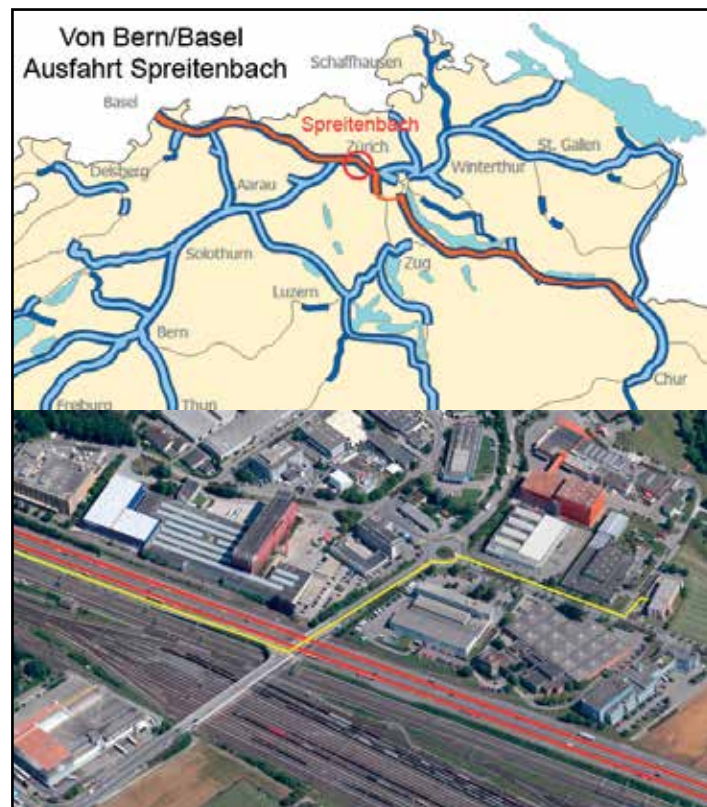 Von Bern/Basel
Ausfahrt Spreitenbach
Schaffhausen
Basel
Spreitenbach
Zürich
St. Gallen
Delsberg
Winterthur
Aarau
Solothurn
Zug
Luzern
Bern
Chur
Freiburg
Thun